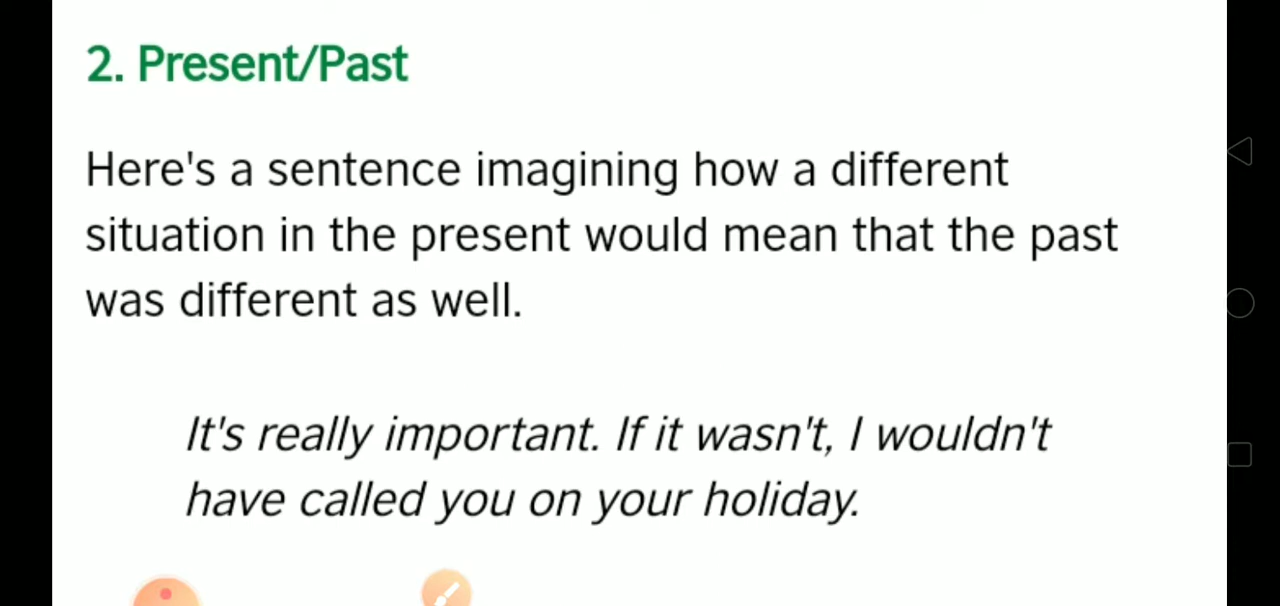 2. Present/Past
Here's a sentence imagining how a different
situation in the present would mean that the past
was different as well.
It's really important. If it wasn't, I wouldn't
have called you on your holiday.